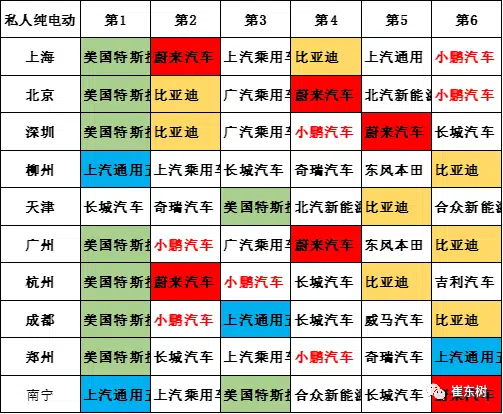 私人纯电动 第1 第2 第3 第4 第5 第6
上海 美国特斯拉 蔚来汽车 上汽乘用车 比亚迪 上汽通用 小鹏汽车
北京 美国特斯拉 比亚迪 广汽乘用车 蔚来汽车 北汽新能源 小鹏汽车
深圳 美国特斯拉 比亚迪 广汽乘用车 小鹏汽车 蔚来汽车 长城汽车
柳州 上汽通用五 上汽乘用车 长城汽车 奇瑞汽车 东风本田 比亚迪
天津 长城汽车 奇瑞汽车 美国特斯拉 北汽新能源 比亚迪 合众新能源
广州 美国特斯拉 小鹏汽车 广汽乘用车 蔚来汽车 东风本田 比亚迪
杭州 美国特斯拉 蔚来汽车 小鹏汽车 长城汽车 比亚迪 吉利汽车
成都 美国特斯拉 小鹏汽车 上汽通用五 长城汽车 威马汽车 比亚迪
郑州 美国特斯拉 长城汽车 上汽乘用车 小鹏汽车 奇瑞汽车 上汽通用五
南宁 上汽通用五 上汽乘用车 美国特斯拉 合众新能源 长城汽车
崔东树